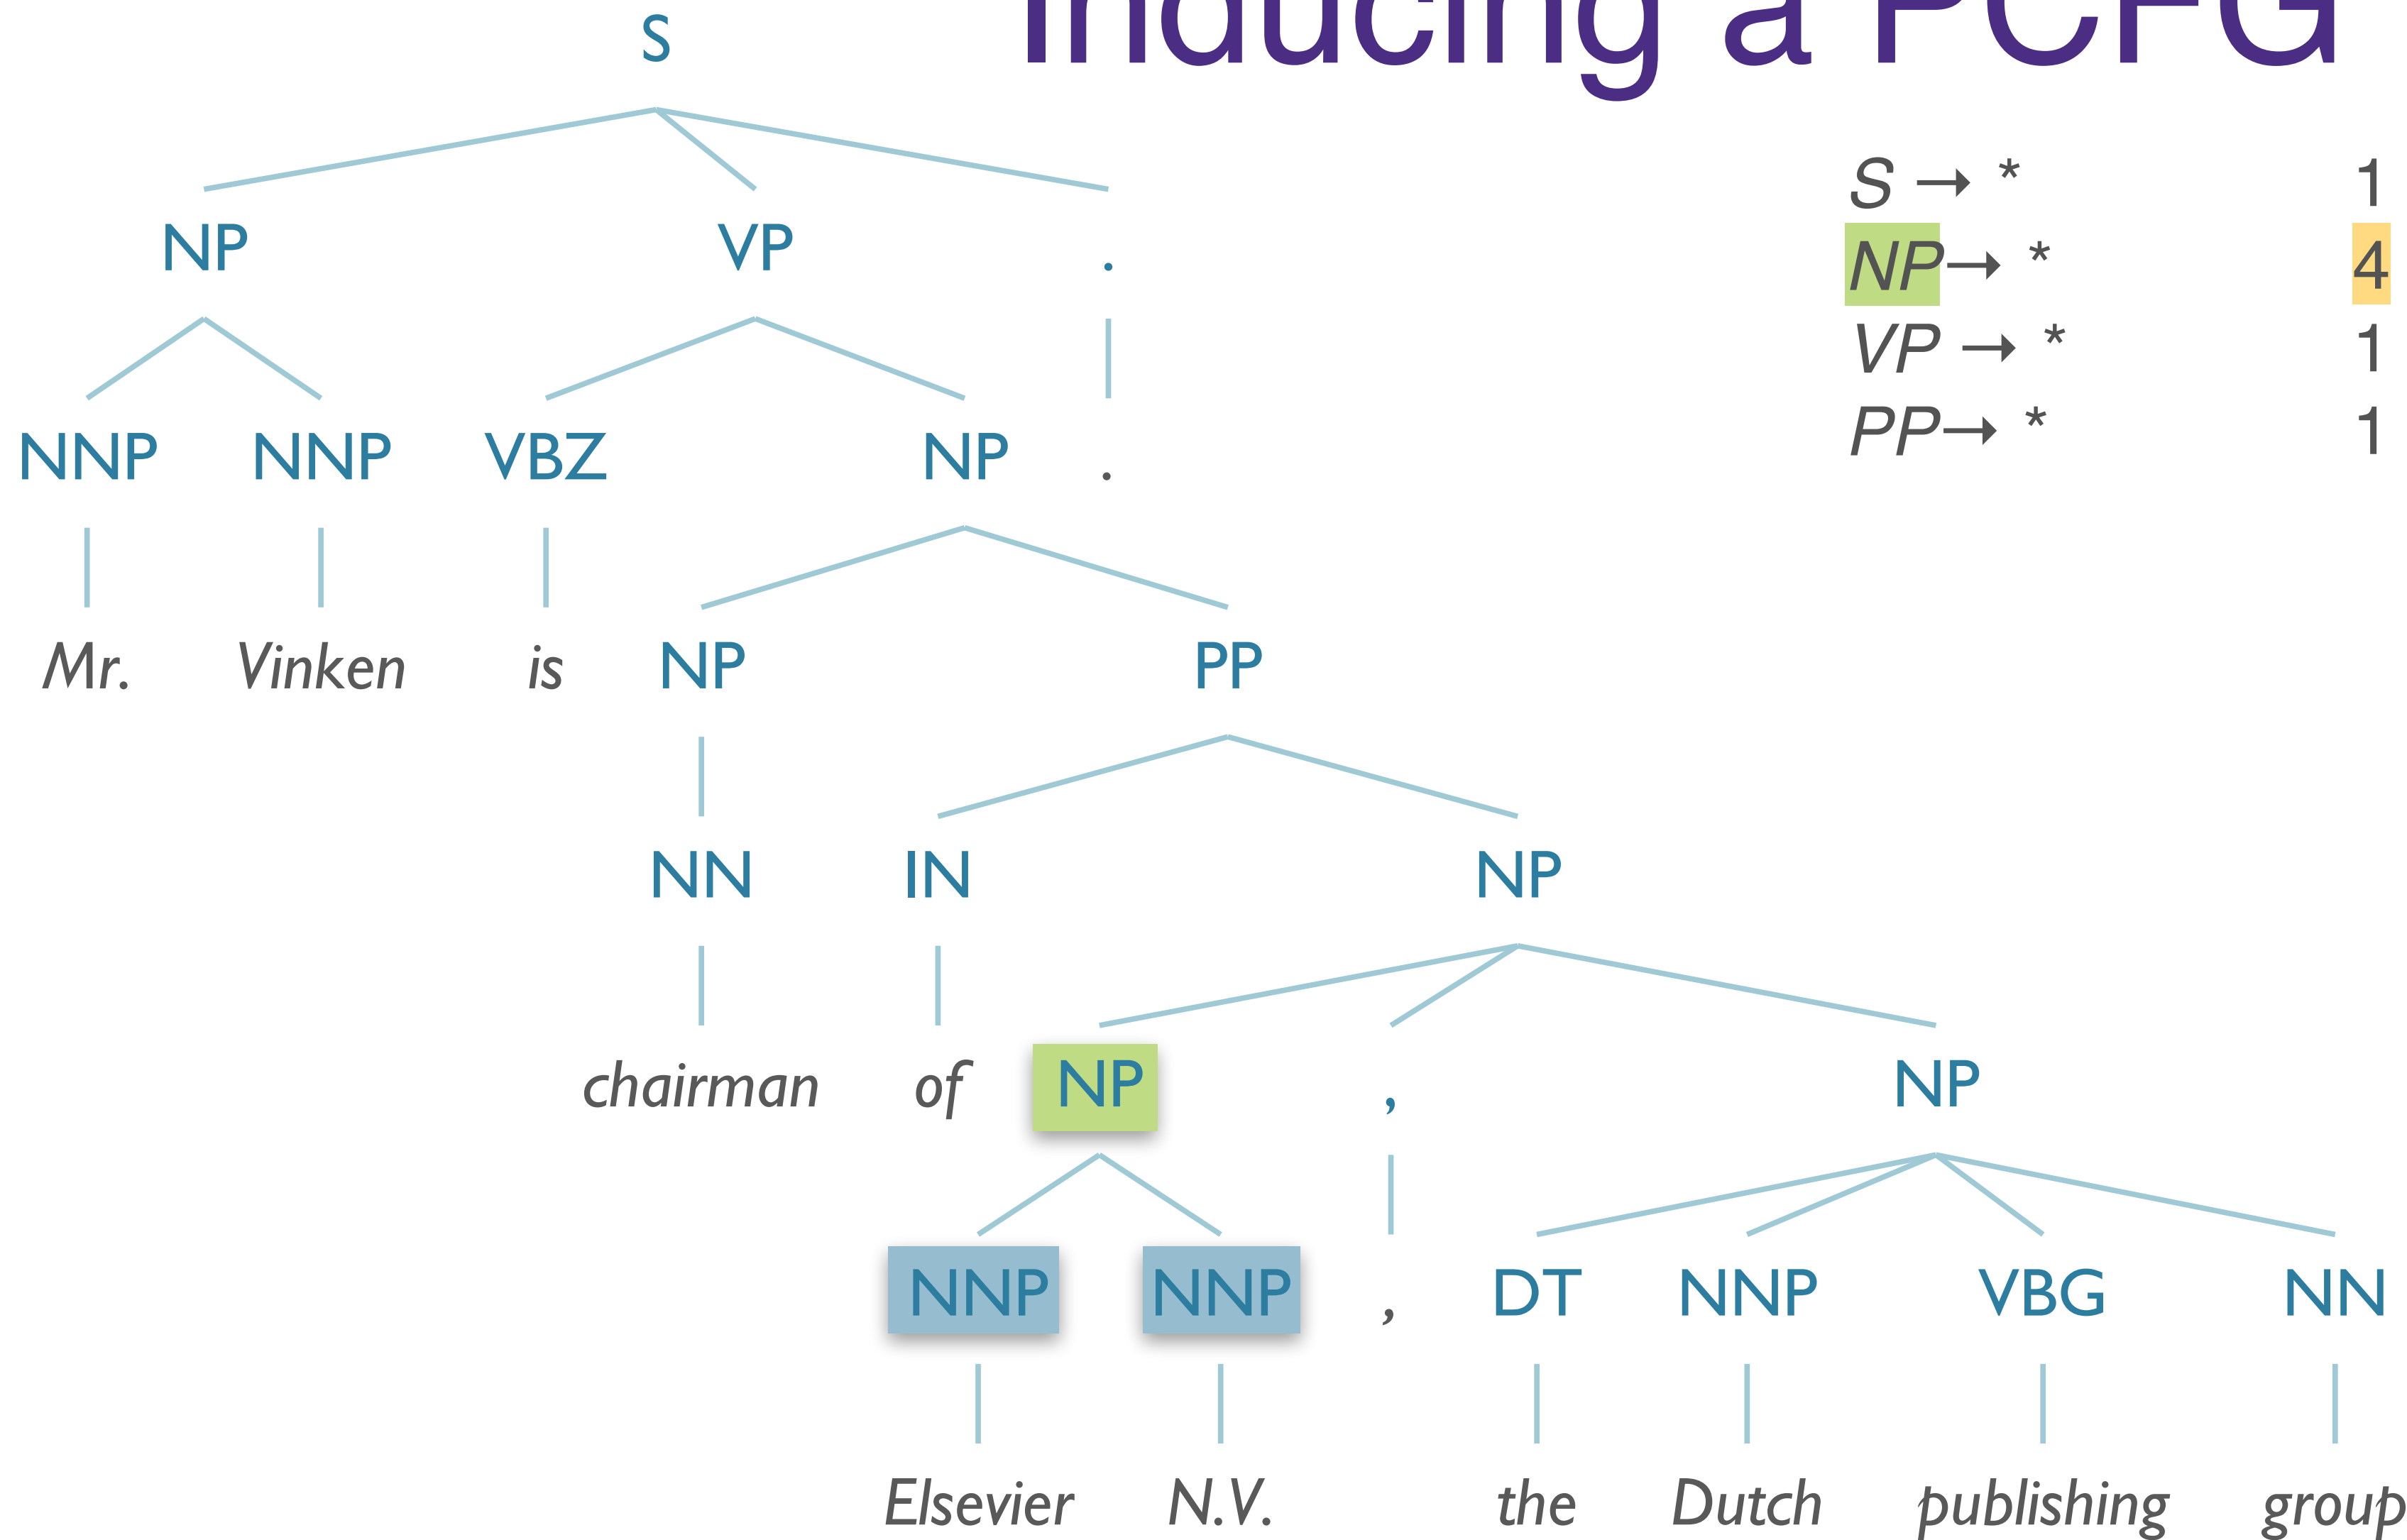 Inducing a PCFG
S
S → * 1
NP → * 4
NP VP .
VP → * 1
PP → * 1
NNP NNP VBZ NP .
Mr. Vinken is NP PP
NN IN NP
chairman of NP , NP
NNP NNP , DT NNP VBG NN
Elsevier N.V. the Dutch publishing group